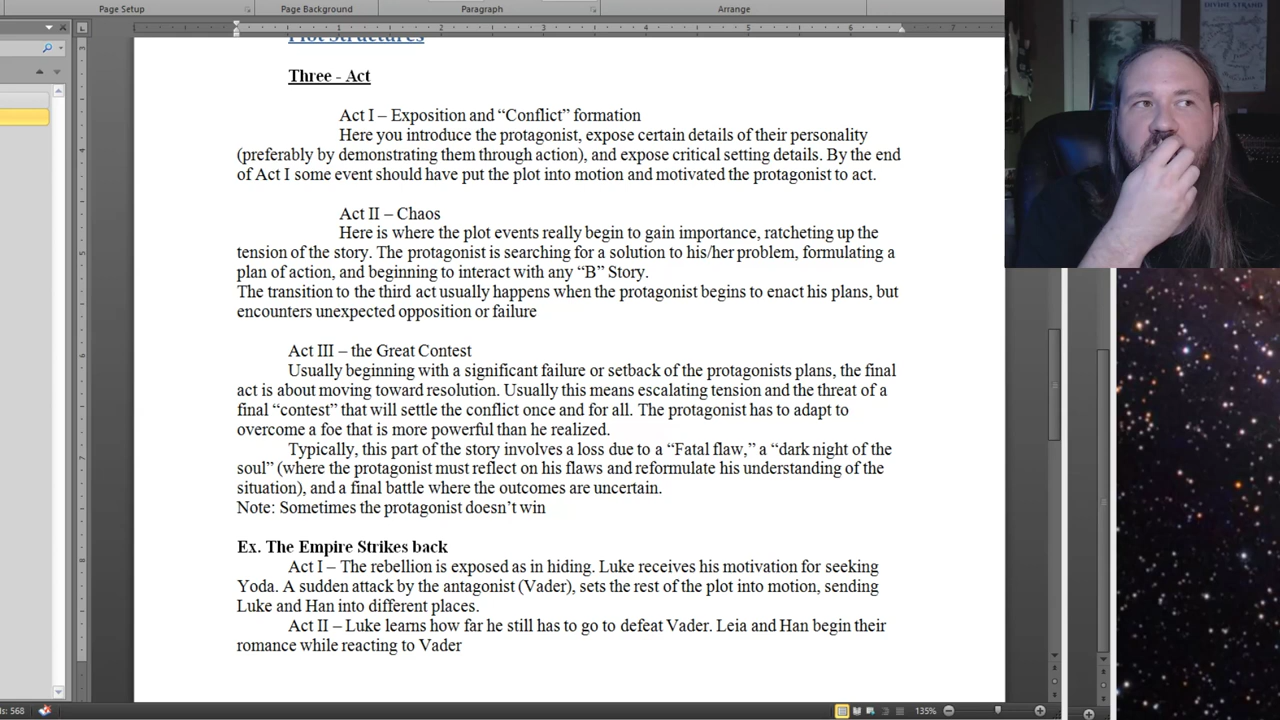 Page Setup
Page Background
Paragraph
Arrange
1
2
3
4
5
6
7
Plot Structures
Three - Act
Act I – Exposition and “Conflict” formation
Here you introduce the protagonist, expose certain details of their personality
(preferably by demonstrating them through action), and expose critical setting details. By the end
of Act I some event should have put the plot into motion and motivated the protagonist to act.
Act II – Chaos
Here is where the plot events really begin to gain importance, ratcheting up the
tension of the story. The protagonist is searching for a solution to his/her problem, formulating a
plan of action, and beginning to interact with any “B” Story.
The transition to the third act usually happens when the protagonist begins to enact his plans, but
encounters unexpected opposition or failure
Act III – the Great Contest
Usually beginning with a significant failure or setback of the protagonists plans, the final
act is about moving toward resolution. Usually this means escalating tension and the threat of a
final “contest” that will settle the conflict once and for all. The protagonist has to adapt to
overcome a foe that is more powerful than he realized.
Typically, this part of the story involves a loss due to a “Fatal flaw,” a “dark night of the
soul” (where the protagonist must reflect on his flaws and reformulate his understanding of the
situation), and a final battle where the outcomes are uncertain.
Note: Sometimes the protagonist doesn’t win
Ex. The Empire Strikes back
Act I – The rebellion is exposed as in hiding. Luke receives his motivation for seeking
Yoda. A sudden attack by the antagonist (Vader), sets the rest of the plot into motion, sending
Luke and Han into different places.
Act II – Luke learns how far he still has to go to defeat Vader. Leia and Han begin their
romance while reacting to Vader
ds: 568
135%
DIVINE STRAND